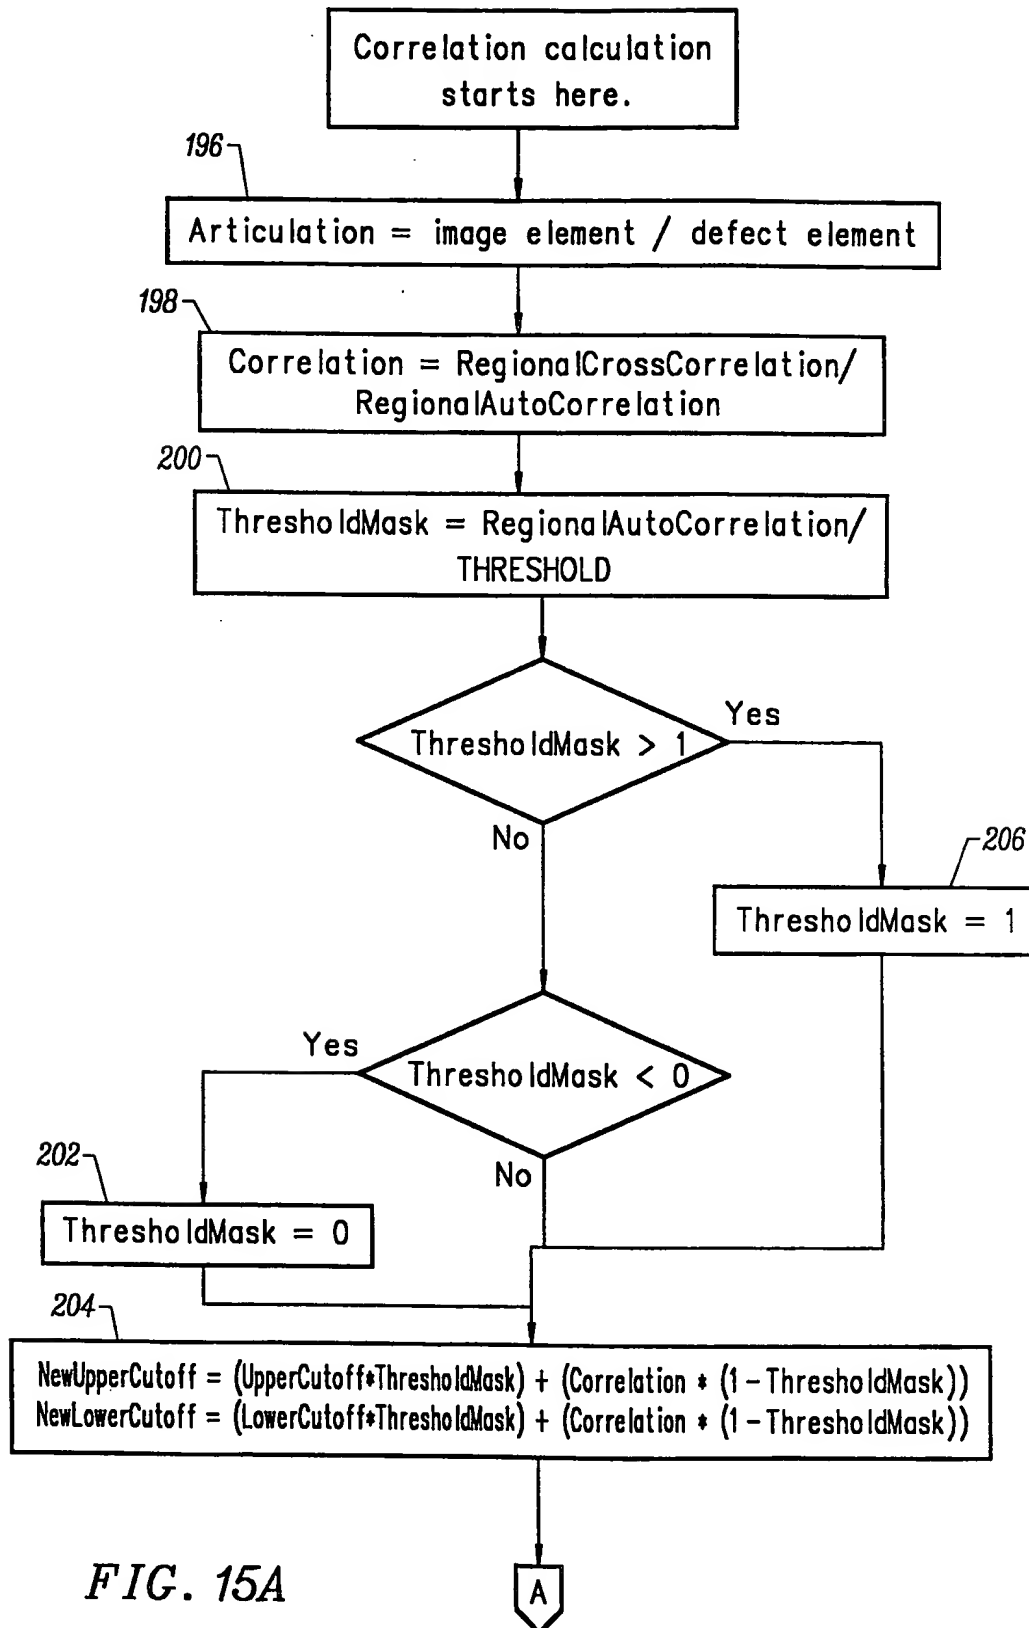 Correlation calculation
starts here.
196
Articulation = image element / defect element
198
Correlation = RegionalCrossCorrelation/
RegionalAutoCorrelation
200
ThresholdMask = RegionalAutoCorrelation/
THRESHOLD
ThresholdMask > 1
Yes
No
206
ThresholdMask = 1
ThresholdMask < 0
Yes
No
202
ThresholdMask = 0
204
NewUpperCutoff = (UpperCutoff*ThresholdMask) + (Correlation * (1-ThresholdMask))
NewLowerCutoff = (LowerCutoff*ThresholdMask) + (Correlation * (1-ThresholdMask))
A
FIG. 15A